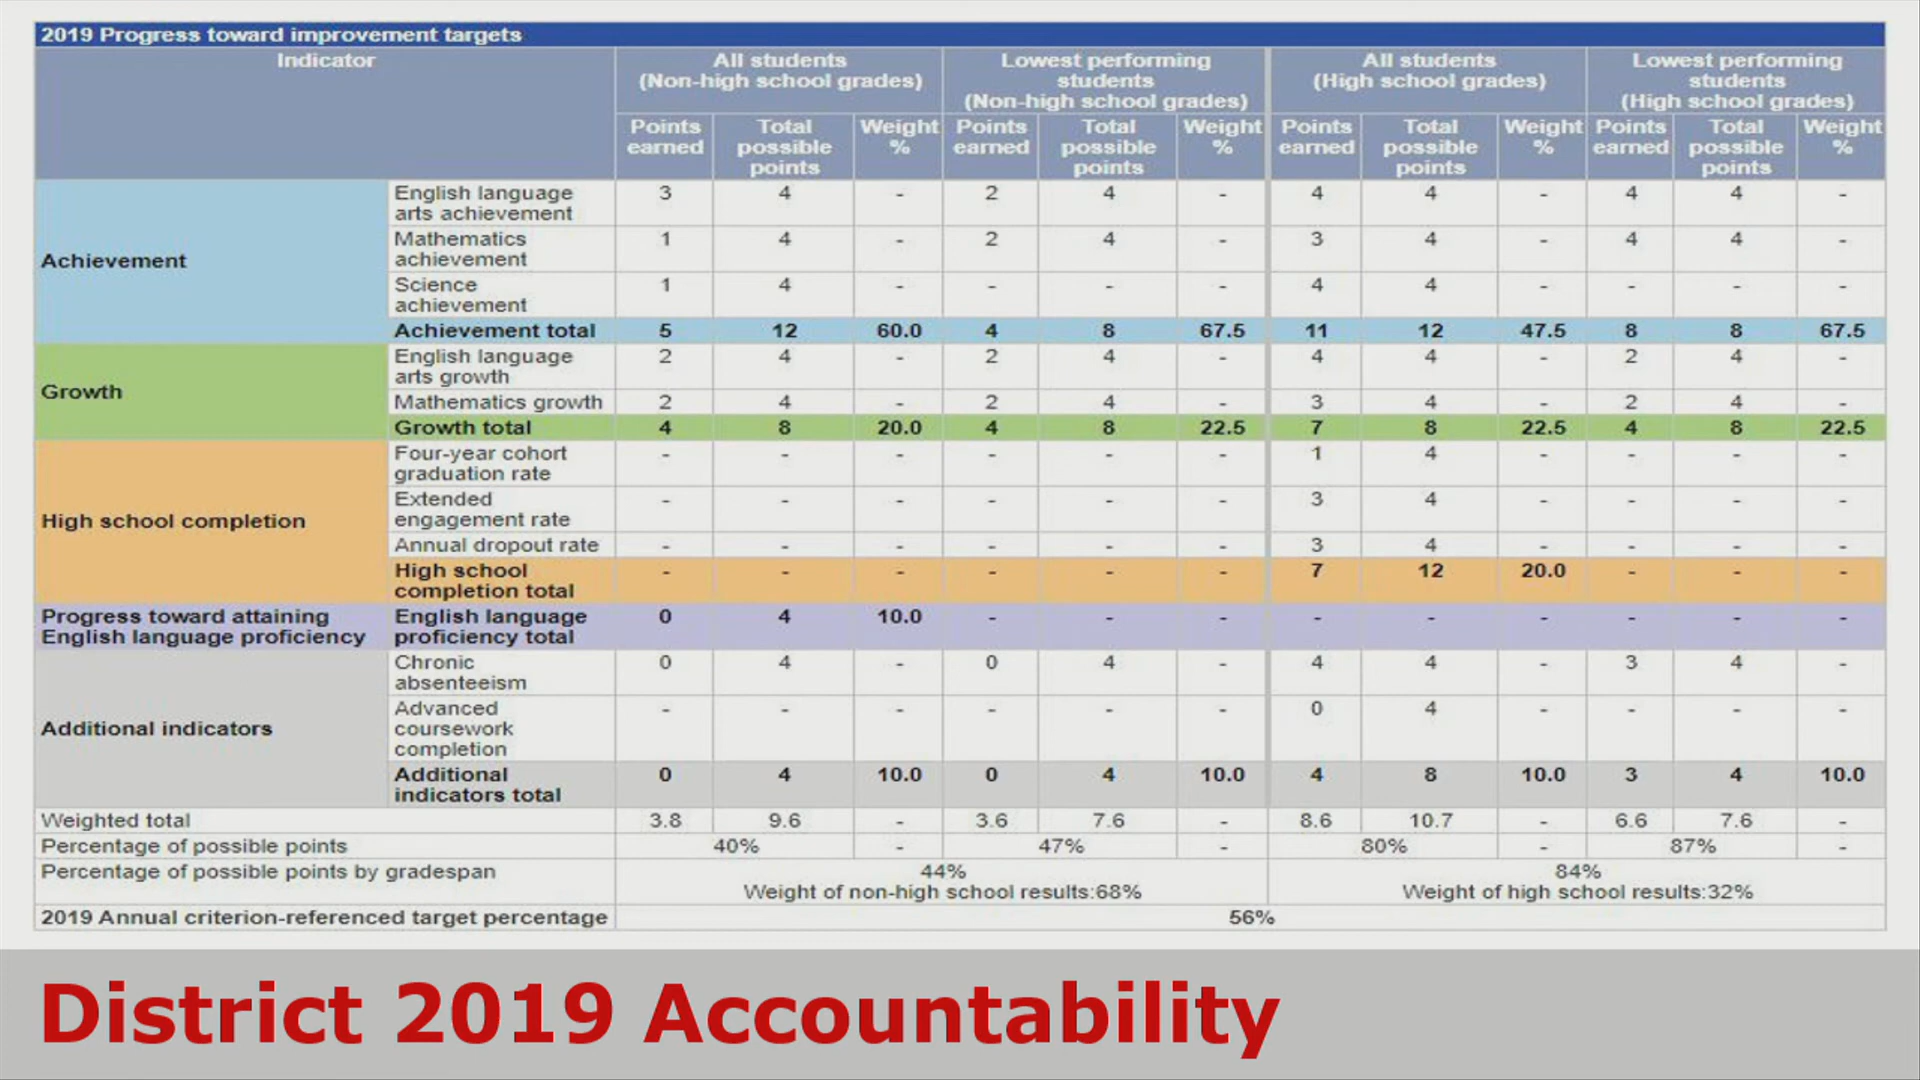 2019 Progress toward improvement targets
Indicator
All students
(Non-high school grades)
Lowest performing
students
(Non-high school grades)
All students
(High school grades)
Lowest performing
students
(High school grades)
Points earned Total possible points Weight % Points earned Total possible points Weight % Points earned Total possible points Weight % Points earned Total possible points Weight %
Achievement
English language arts achievement 3 4 - 2 4 - 4 4 - 4 4 -
Mathematics achievement 1 4 - 2 4 - 3 4 - 4 4 -
Science achievement 1 4 - - - - 4 4 - - - -
Achievement total 5 12 60.0 4 8 67.5 11 12 47.5 8 8 67.5
Growth
English language arts growth 2 4 - 2 4 - 4 4 - 2 4 -
Mathematics growth 2 4 - 2 4 - 3 4 - 2 4 -
Growth total 4 8 20.0 4 8 22.5 7 8 22.5 4 8 22.5
High school completion
Four-year cohort graduation rate - - - - - - 1 4 - - - -
Extended engagement rate - - - - - - 3 4 - - - -
Annual dropout rate - - - - - - 3 4 - - - -
High school completion total - - - - - - 7 12 20.0 - - -
Progress toward attaining English language proficiency
English language proficiency total 0 4 10.0 - - - - - - - - -
Additional indicators
Chronic absenteeism 0 4 - 0 4 - 4 4 - 3 4 -
Advanced coursework completion - - - - - - 0 4 - - - -
Additional indicators total 0 4 10.0 0 4 10.0 4 8 10.0 3 4 10.0
Weighted total 3.8 9.6 - 3.6 7.6 - 8.6 10.7 - 6.6 7.6 -
Percentage of possible points 40% - 47% - 80% - 87% -
Percentage of possible points by gradespan 44% 84%
Weight of non-high school results:68% Weight of high school results:32%
2019 Annual criterion-referenced target percentage 56%
District 2019 Accountability